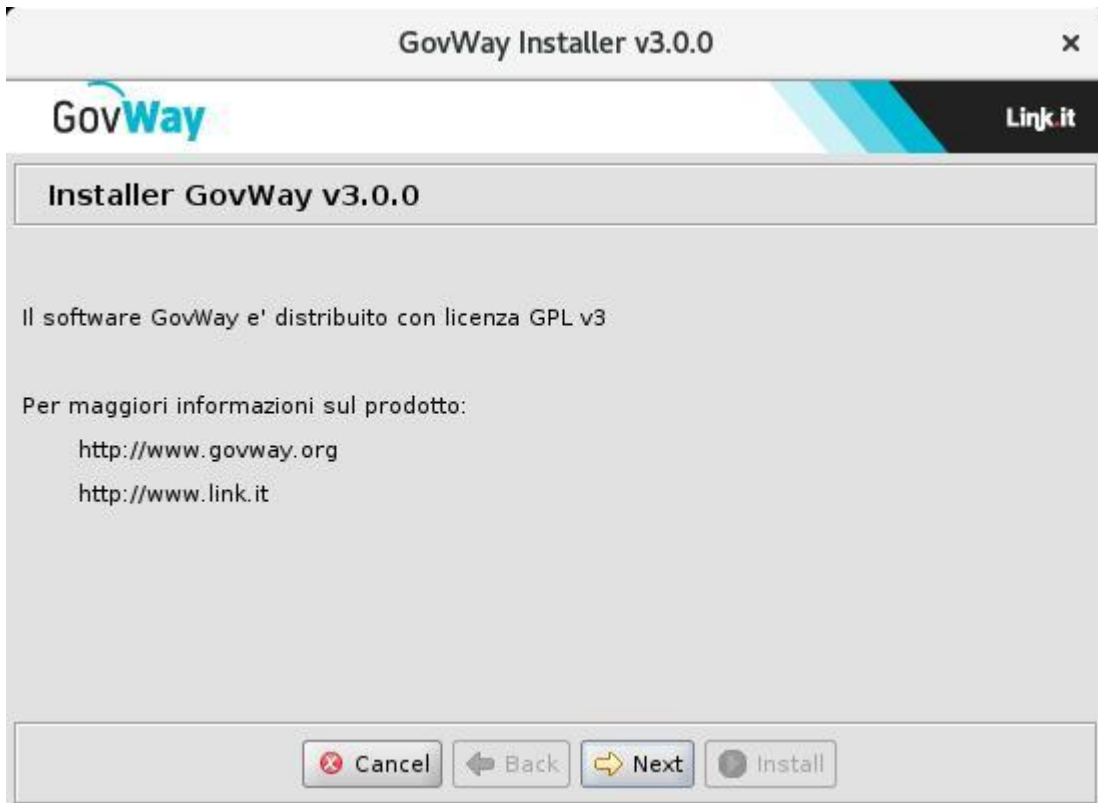 GovWay Installer v3.0.0
GovWay
Link.it
Installer GovWay v3.0.0
Il software GovWay e' distribuito con licenza GPL v3
Per maggiori informazioni sul prodotto:
http://www.govway.org
http://www.link.it
Cancel Back Next Install